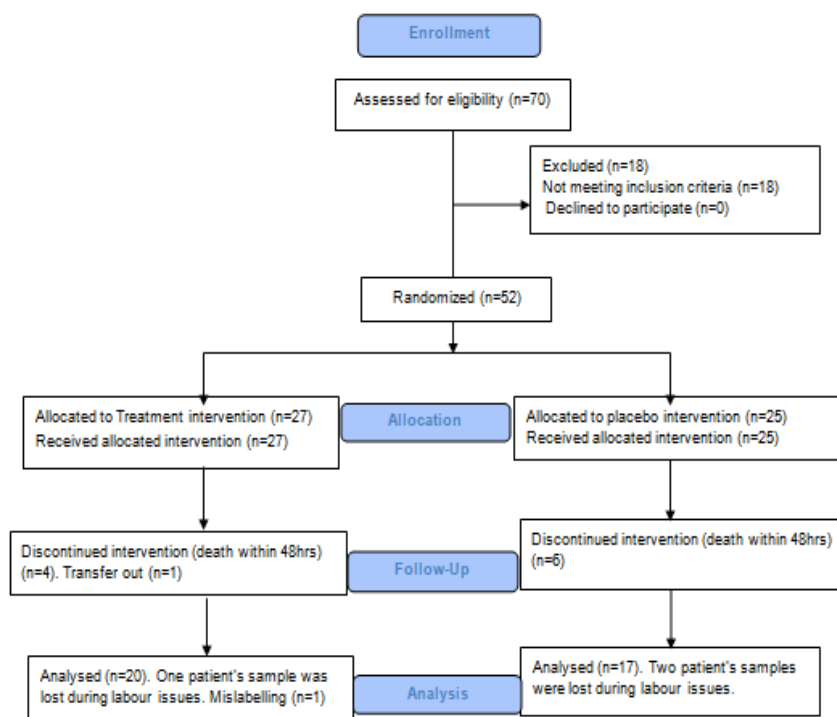 Enrollment
Assessed for eligibility (n=70)
Excluded (n=18)
Not meeting inclusion criteria (n=18)
Declined to participate (n=0)
Randomized (n=52)
Allocated to Treatment intervention (n=27)
Received allocated intervention (n=27)
Allocation
Allocated to placebo intervention (n=25)
Received allocated intervention (n=25)
Discontinued intervention (death within 48hrs)
(n=4). Transfer out (n=1)
Follow-Up
Discontinued intervention (death within 48hrs)
(n=6)
Analysed (n=20). One patient's sample was
lost during labour issues. Mislabelling (n=1)
Analysis
Analysed (n=17). Two patient's samples
were lost during labour issues.